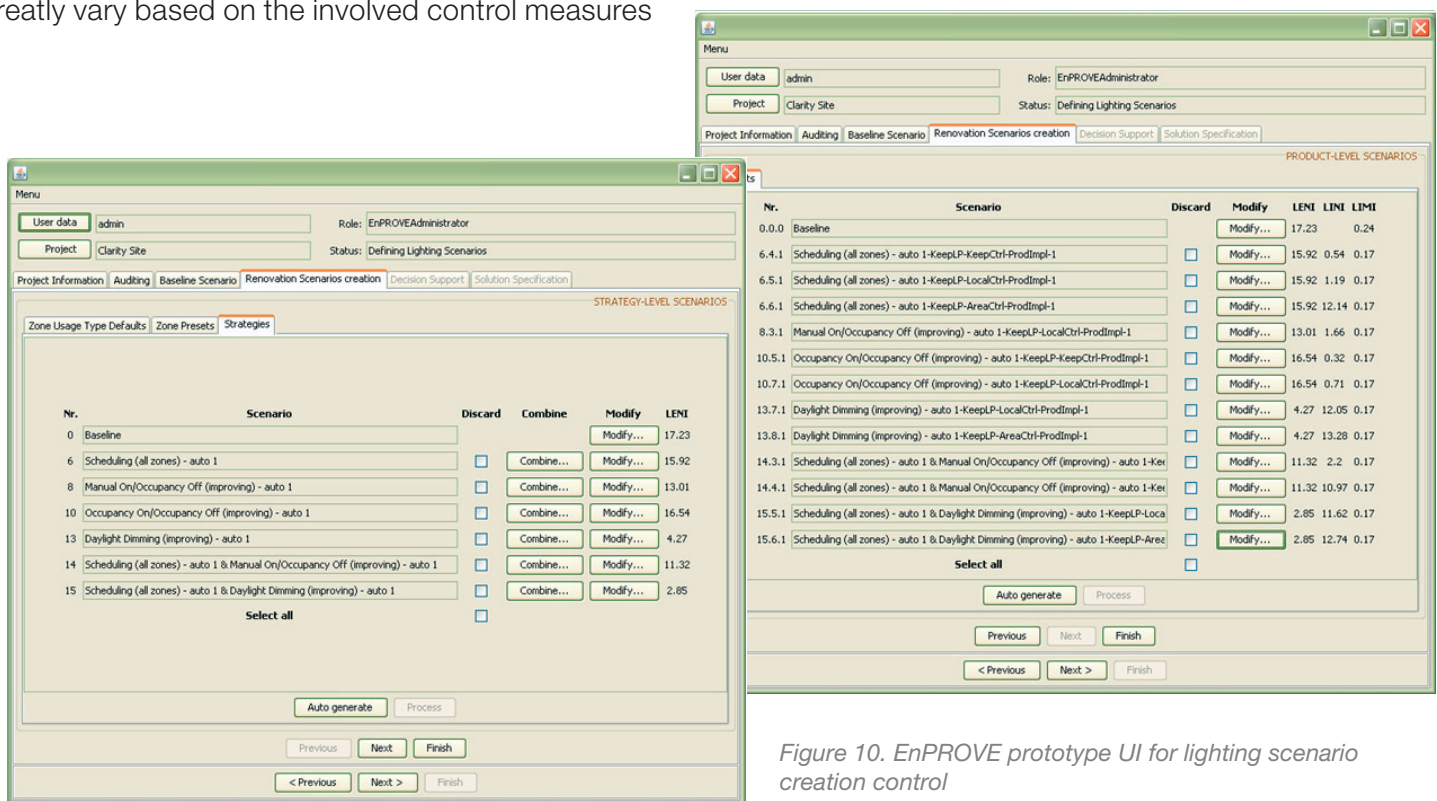 reatly vary based on the involved control measures
Menu
User data admin Role: EnPROVEAdministrator
Project Clarity Site Status: Defining Lighting Scenarios
Project Information Auditing Baseline Scenario Renovation Scenarios creation Decision Support Solution Specification
STRATEGY-LEVEL SCENARIOS
Zone Usage Type Defaults Zone Presets Strategies
Nr. Scenario Discard Combine Modify LENI
0 Baseline Modify... 17.23
6 Scheduling (all zones) - auto 1 Combine... Modify... 15.92
8 Manual On/Occupancy Off (improving) - auto 1 Combine... Modify... 13.01
10 Occupancy On/Occupancy Off (improving) - auto 1 Combine... Modify... 16.54
13 Daylight Dimming (improving) - auto 1 Combine... Modify... 4.27
14 Scheduling (all zones) - auto 1 & Manual On/Occupancy Off (improving) - auto 1 Combine... Modify... 11.32
15 Scheduling (all zones) - auto 1 & Daylight Dimming (improving) - auto 1 Combine... Modify... 2.85
Select all
Auto generate Process
Previous Next Finish
< Previous Next > Finish
Menu
User data admin Role: EnPROVEAdministrator
Project Clarity Site Status: Defining Lighting Scenarios
Project Information Auditing Baseline Scenario Renovation Scenarios creation Decision Support Solution Specification
PRODUCT-LEVEL SCENARIOS
ts
Nr. Scenario Discard Modify LENI LINI LIMI
0.0.0 Baseline Modify... 17.23 0.24
6.4.1 Scheduling (all zones) - auto 1-KeepLP-KeepCtrl-ProdImpl-1 Modify... 15.92 0.54 0.17
6.5.1 Scheduling (all zones) - auto 1-KeepLP-LocalCtrl-ProdImpl-1 Modify... 15.92 1.19 0.17
6.6.1 Scheduling (all zones) - auto 1-KeepLP-AreaCtrl-ProdImpl-1 Modify... 15.92 12.14 0.17
8.3.1 Manual On/Occupancy Off (improving) - auto 1-KeepLP-LocalCtrl-ProdImpl-1 Modify... 13.01 1.66 0.17
10.5.1 Occupancy On/Occupancy Off (improving) - auto 1-KeepLP-KeepCtrl-ProdImpl-1 Modify... 16.54 0.32 0.17
10.7.1 Occupancy On/Occupancy Off (improving) - auto 1-KeepLP-LocalCtrl-ProdImpl-1 Modify... 16.54 0.71 0.17
13.7.1 Daylight Dimming (improving) - auto 1-KeepLP-LocalCtrl-ProdImpl-1 Modify... 4.27 12.05 0.17
13.8.1 Daylight Dimming (improving) - auto 1-KeepLP-AreaCtrl-ProdImpl-1 Modify... 4.27 13.28 0.17
14.3.1 Scheduling (all zones) - auto 1 & Manual On/Occupancy Off (improving) - auto 1-Kee Modify... 11.32 2.2 0.17
14.4.1 Scheduling (all zones) - auto 1 & Manual On/Occupancy Off (improving) - auto 1-Kee Modify... 11.32 10.97 0.17
15.5.1 Scheduling (all zones) - auto 1 & Daylight Dimming (improving) - auto 1-KeepLP-Loca Modify... 2.85 11.62 0.17
15.6.1 Scheduling (all zones) - auto 1 & Daylight Dimming (improving) - auto 1-KeepLP-Area Modify... 2.85 12.74 0.17
Select all
Auto generate Process
Previous Next Finish
< Previous Next > Finish
Figure 10. EnPROVE prototype UI for lighting scenario
creation control